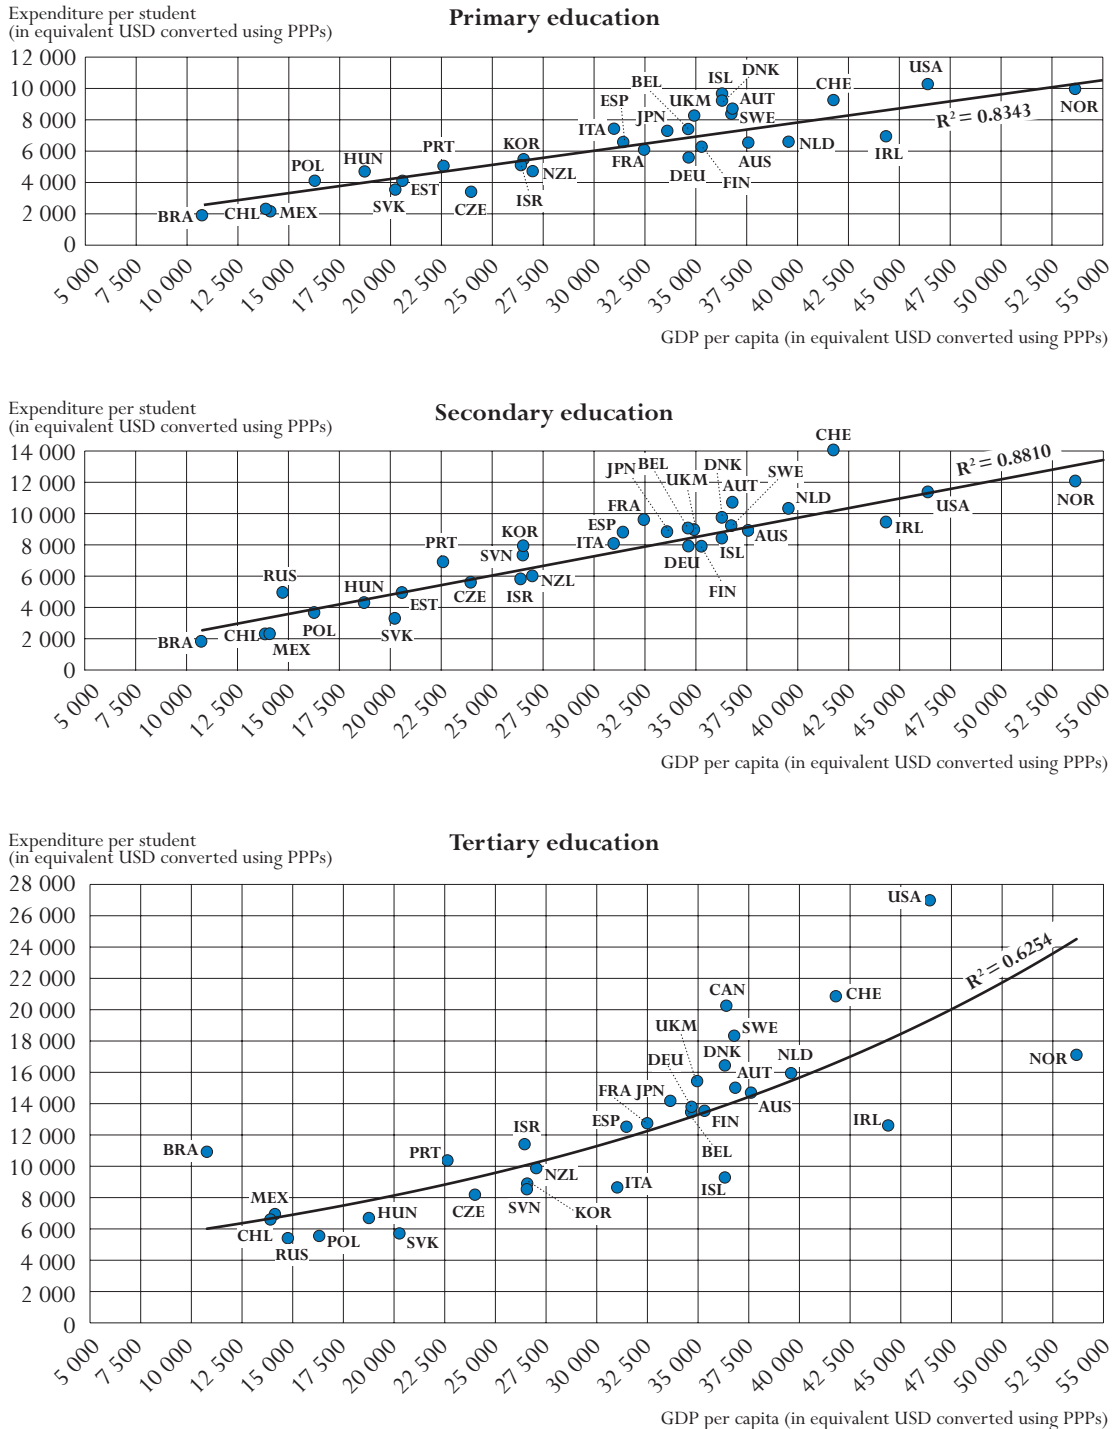 Expenditure per student
(in equivalent USD converted using PPPs)
Primary education
12 000
10 000
8 000
6 000
4 000
2 000
0
BRA
CHL
MEX
POL
HUN
SVK
EST
PRT
CZE
KOR
ISR
NZL
ITA
ESP
FRA
JPN
BEL
UKM
DEU
FIN
ISL
DNK
AUT
SWE
AUS
NLD
CHE
IRL
USA
NOR
R² = 0.8343
5 000
7 500
10 000
12 500
15 000
17 500
20 000
22 500
25 000
27 500
30 000
32 500
35 000
37 500
40 000
42 500
45 000
47 500
50 000
52 500
55 000
GDP per capita (in equivalent USD converted using PPPs)
Expenditure per student
(in equivalent USD converted using PPPs)
Secondary education
14 000
12 000
10 000
8 000
6 000
4 000
2 000
0
BRA
CHL
MEX
RUS
POL
HUN
SVK
EST
PRT
CZE
KOR
SVN
ISR
NZL
ITA
ESP
FRA
JPN
BEL
UKM
DEU
FIN
DNK
AUT
SWE
ISL
AUS
NLD
CHE
IRL
USA
NOR
R² = 0.8810
5 000
7 500
10 000
12 500
15 000
17 500
20 000
22 500
25 000
27 500
30 000
32 500
35 000
37 500
40 000
42 500
45 000
47 500
50 000
52 500
55 000
GDP per capita (in equivalent USD converted using PPPs)
Expenditure per student
(in equivalent USD converted using PPPs)
Tertiary education
28 000
26 000
24 000
22 000
20 000
18 000
16 000
14 000
12 000
10 000
8 000
6 000
4 000
2 000
0
BRA
MEX
CHL
RUS
POL
HUN
SVK
PRT
CZE
ISR
NZL
SVN
KOR
ESP
ITA
FRA
JPN
DEU
UKM
BEL
FIN
CAN
SWE
DNK
AUT
AUS
ISL
NLD
CHE
IRL
USA
NOR
R² = 0.6254
5 000
7 500
10 000
12 500
15 000
17 500
20 000
22 500
25 000
27 500
30 000
32 500
35 000
37 500
40 000
42 500
45 000
47 500
50 000
52 500
55 000
GDP per capita (in equivalent USD converted using PPPs)